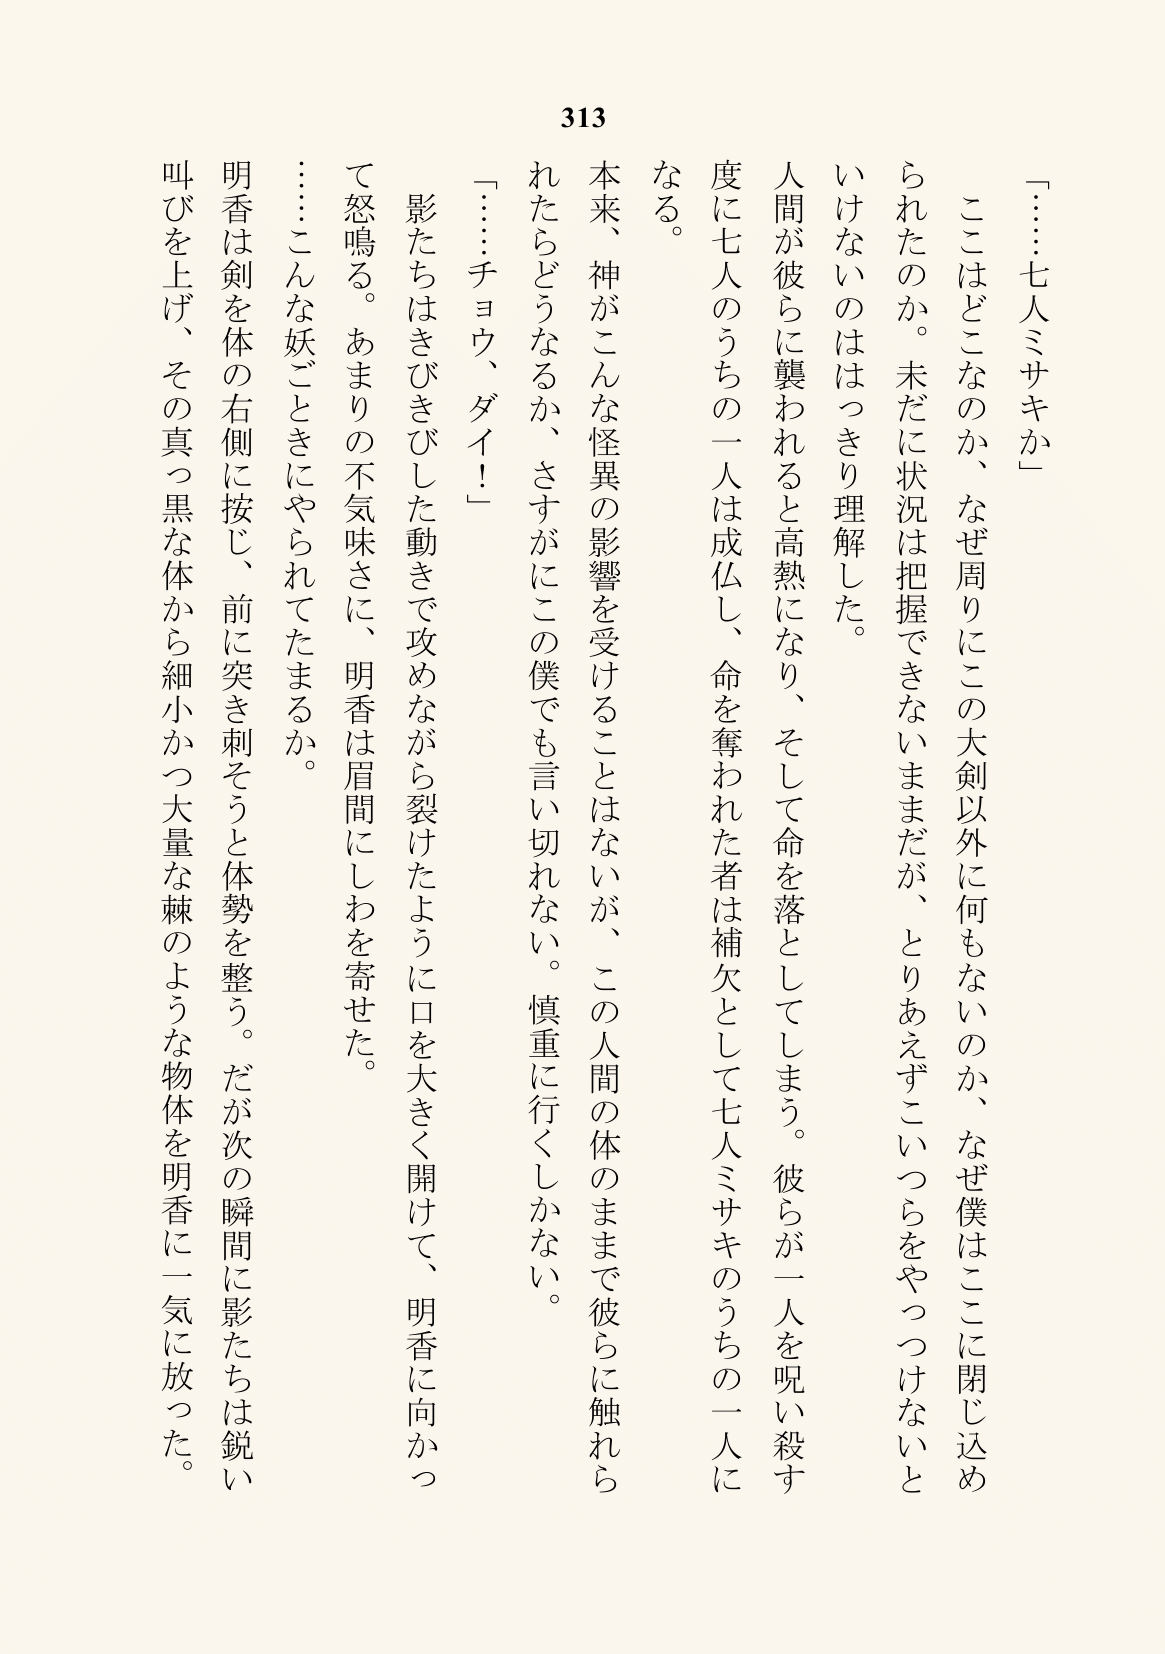 313
「……七人ミサキか」
　ここはどこなのか、なぜ周りにこの大剣以外に何もないのか、なぜ僕はここに閉じ込め
られたのか。未だに状況は把握できないままだが、とりあえずこいつらをやっつけないと
いけないのははっきり理解した。
人間が彼らに襲われると高熱になり、そして命を落としてしまう。彼らが一人を呪い殺す
度に七人のうちの一人は成仏し、命を奪われた者は補欠として七人ミサキのうちの一人に
なる。
本来、神がこんな怪異の影響を受けることはないが、この人間の体のままで彼らに触れら
れたらどうなるか、さすがにこの僕でも言い切れない。慎重に行くしかない。
「……チョウ、ダイ！」
　影たちはきびきびした動きで攻めながら裂けたように口を大きく開けて、明香に向かっ
て怒鳴る。あまりの不気味さに、明香は眉間にしわを寄せた。
……こんな妖ごときにやられてたまるか。
明香は剣を体の右側に按じ、前に突き刺そうと体勢を整う。だが次の瞬間に影たちは鋭い
叫びを上げ、その真っ黒な体から細小かつ大量な棘のような物体を明香に一気に放った。